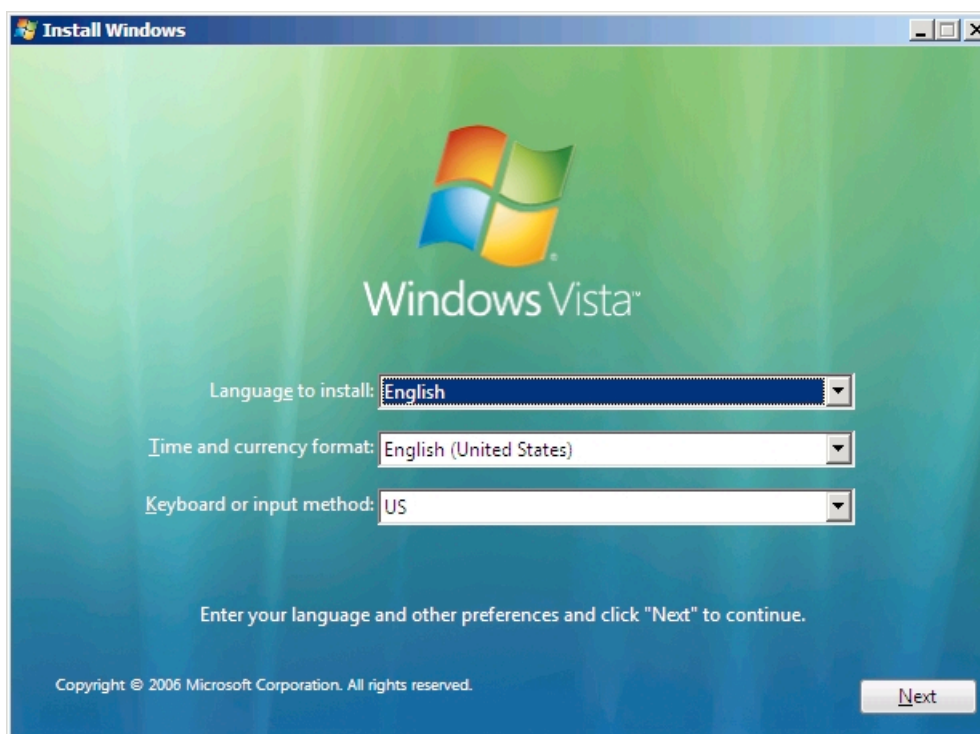 Install Windows
Windows Vista™
Language to install: English
Time and currency format: English (United States)
Keyboard or input method: US
Enter your language and other preferences and click "Next" to continue.
Copyright © 2006 Microsoft Corporation. All rights reserved.
Next